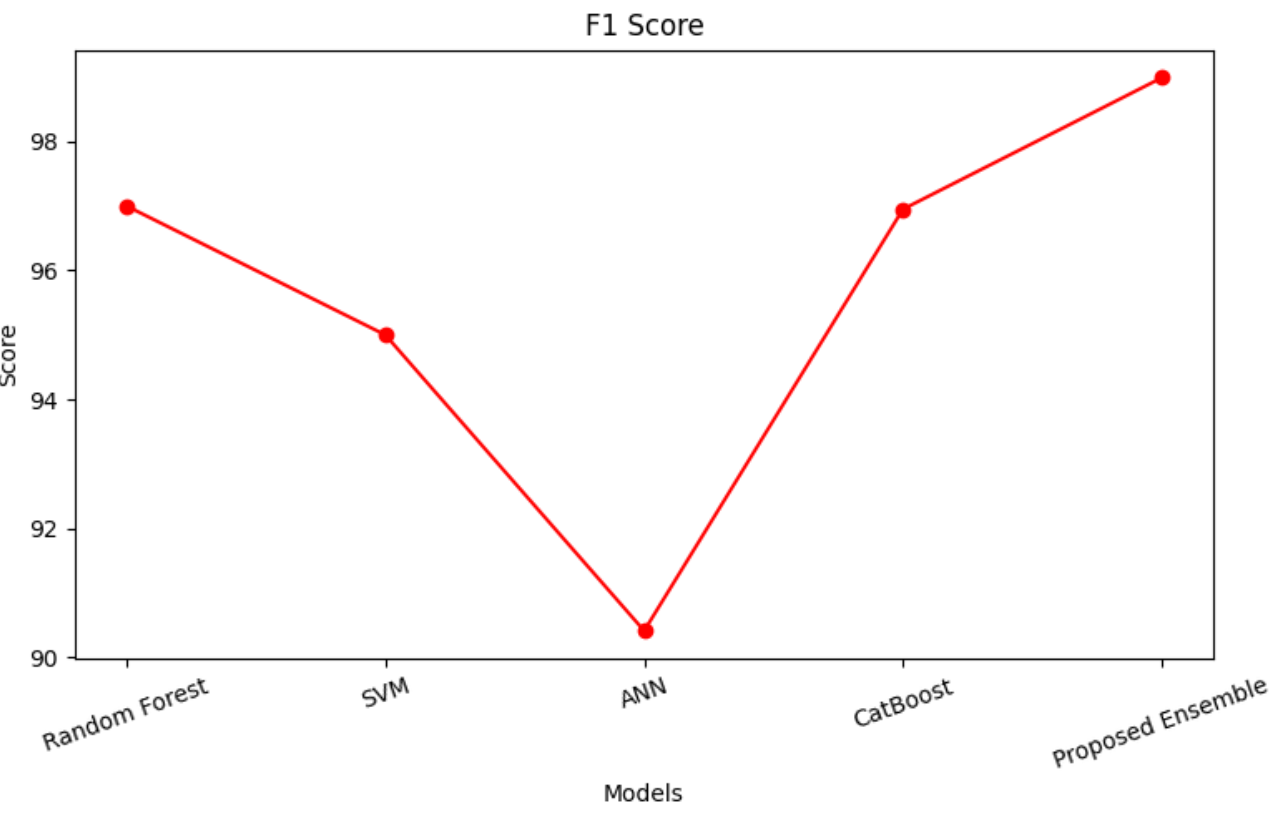 F1 Score
98
96
94
92
90
Score
Random Forest
SVM
ANN
CatBoost
Proposed Ensemble
Models